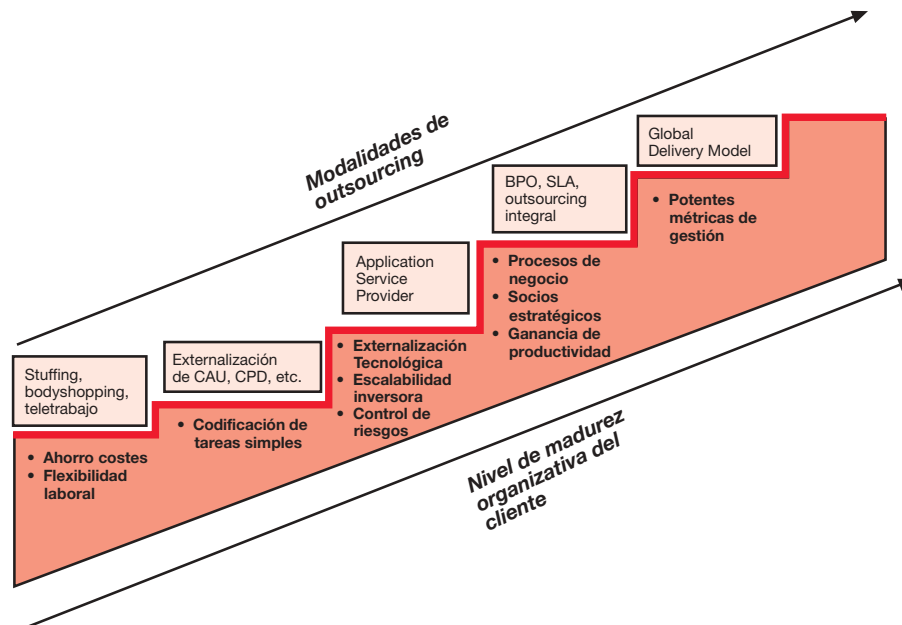 Modalidades de
outsourcing
Global
Delivery Model
BPO, SLA,
outsourcing
integral
• Potentes
métricas de
gestión
Application
Service
Provider
• Procesos de
negocio
• Socios
estratégicos
• Ganancia de
productividad
Externalización
de CAU, CPD, etc.
• Externalización
Tecnológica
• Escalabilidad
inversora
• Control de
riesgos
Stuffing,
bodyshopping,
teletrabajo
• Codificación de
tareas simples
• Ahorro costes
• Flexibilidad
laboral
Nivel de madurez
organizativa del
cliente